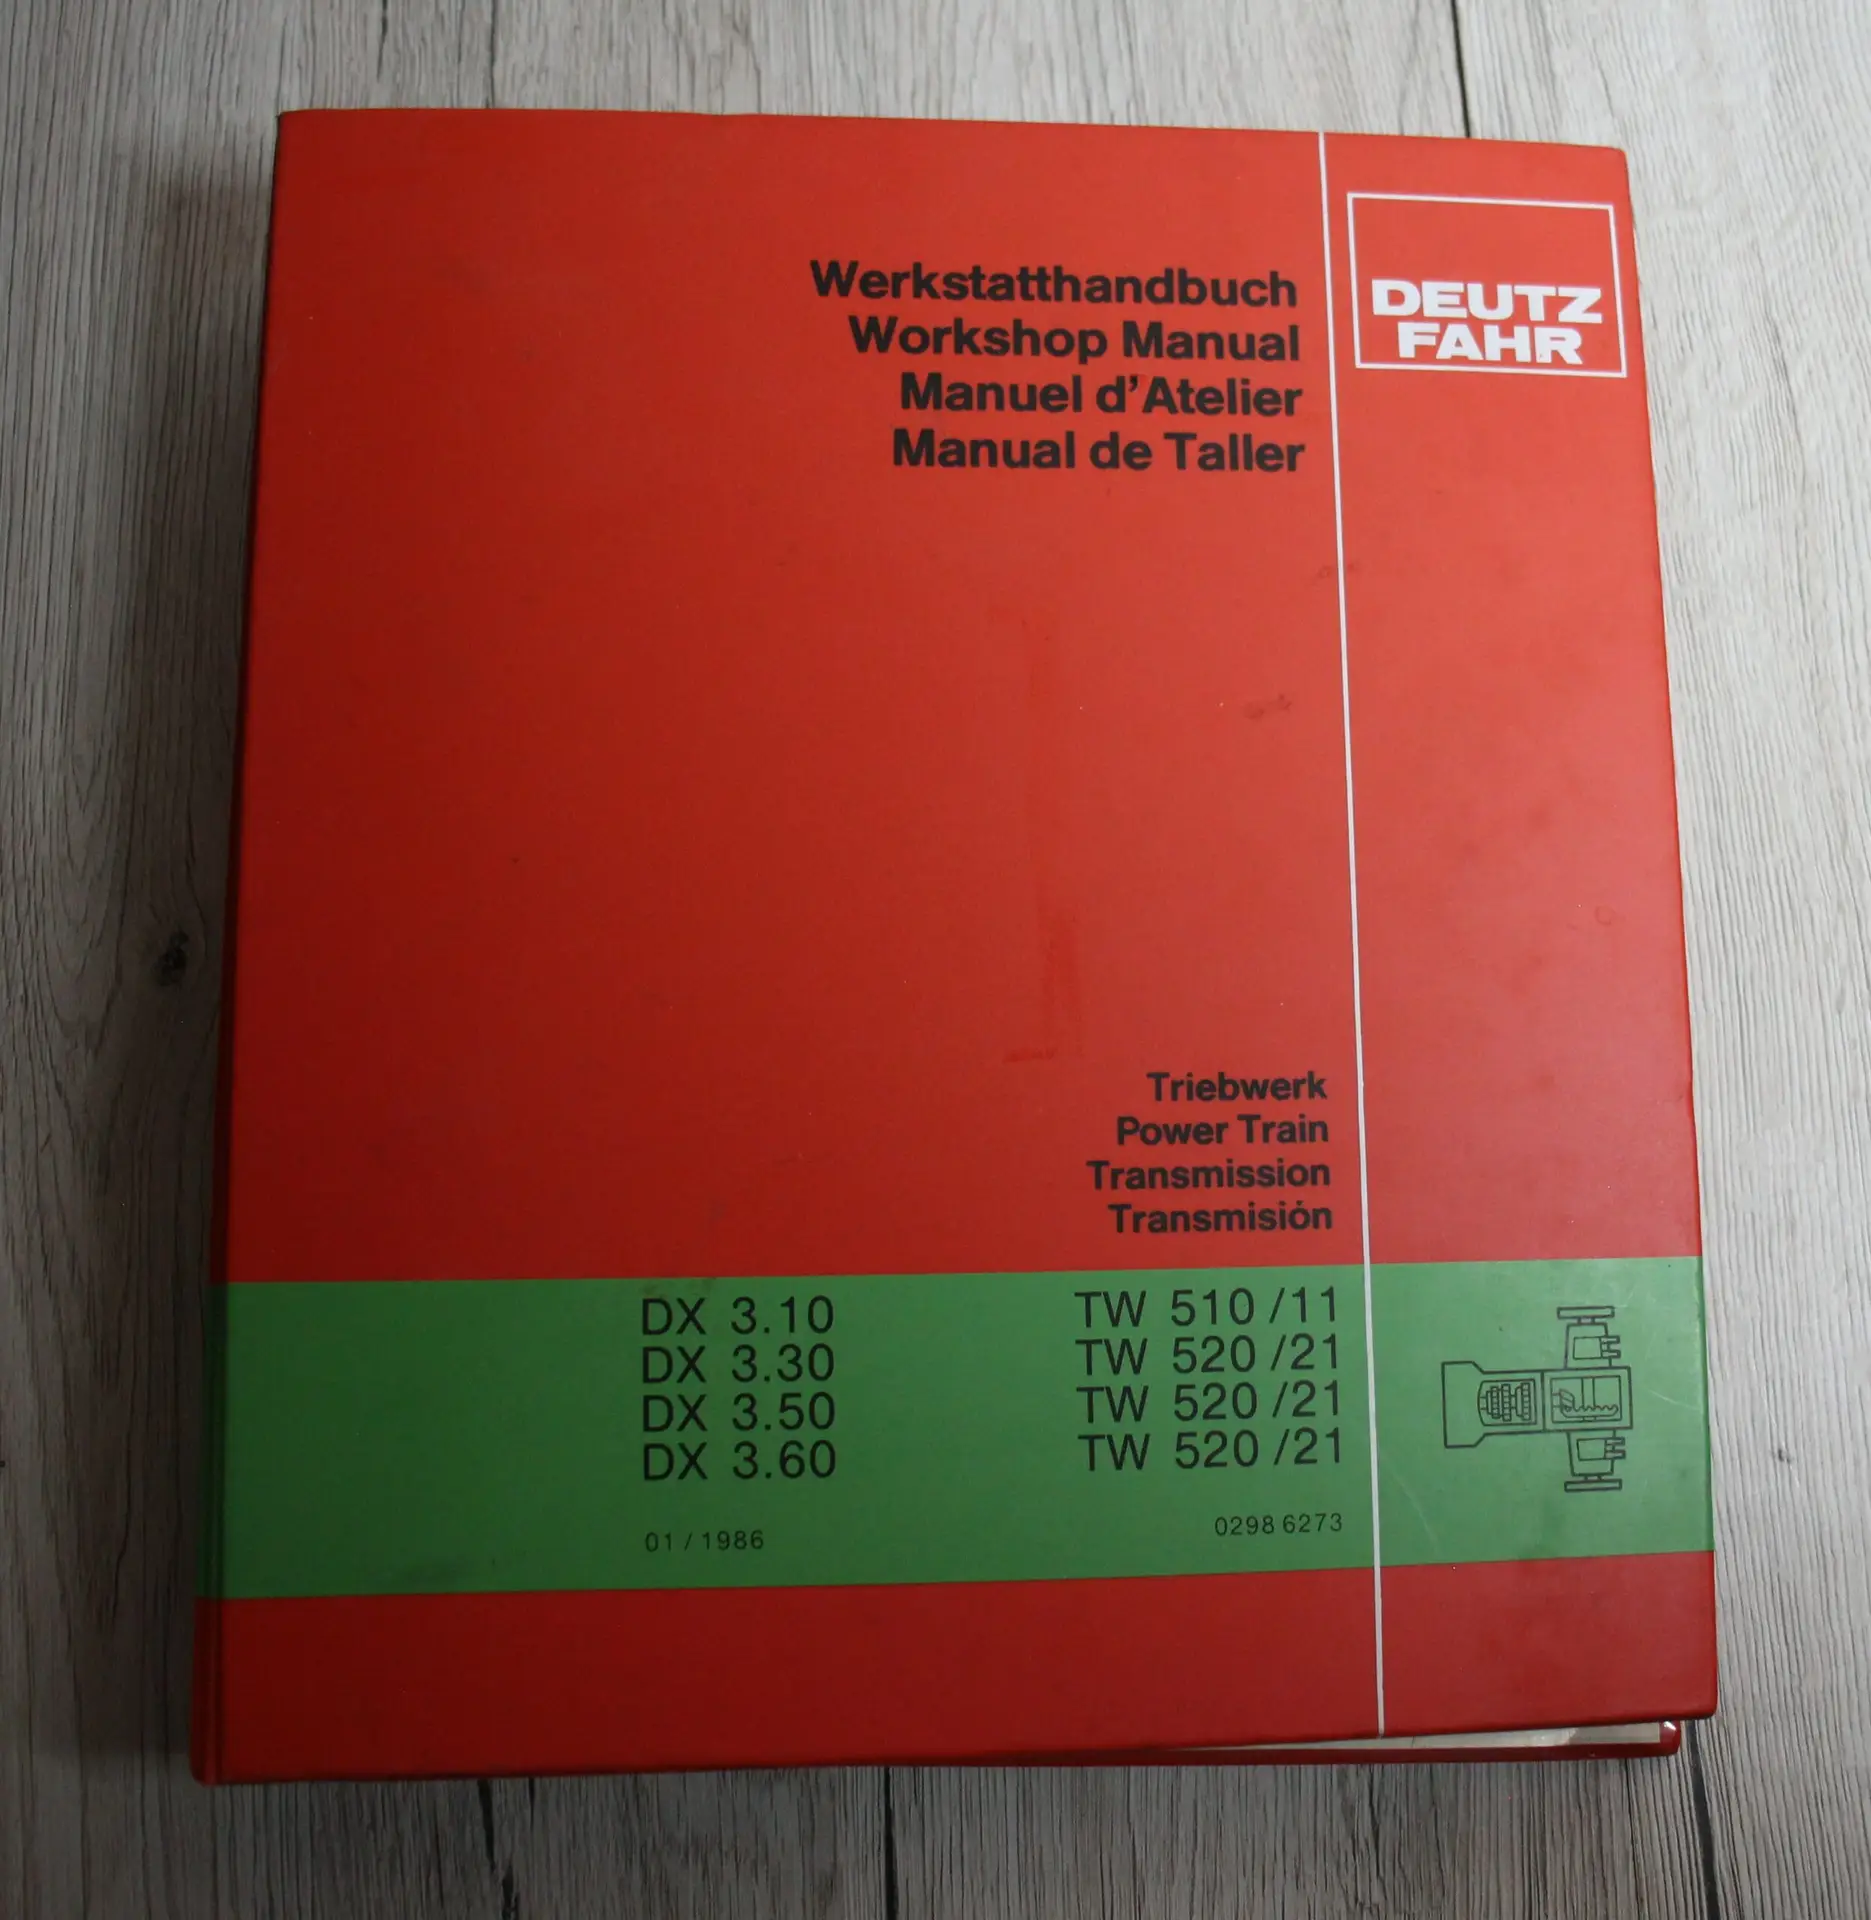 DEUTZ
FAHR
Werkstatthandbuch
Workshop Manual
Manuel d'Atelier
Manual de Taller
Triebwerk
Power Train
Transmission
Transmisión
DX 3.10 TW 510 /11
DX 3.30 TW 520 /21
DX 3.50 TW 520 /21
DX 3.60 TW 520 /21
01 / 1986 0298 6273